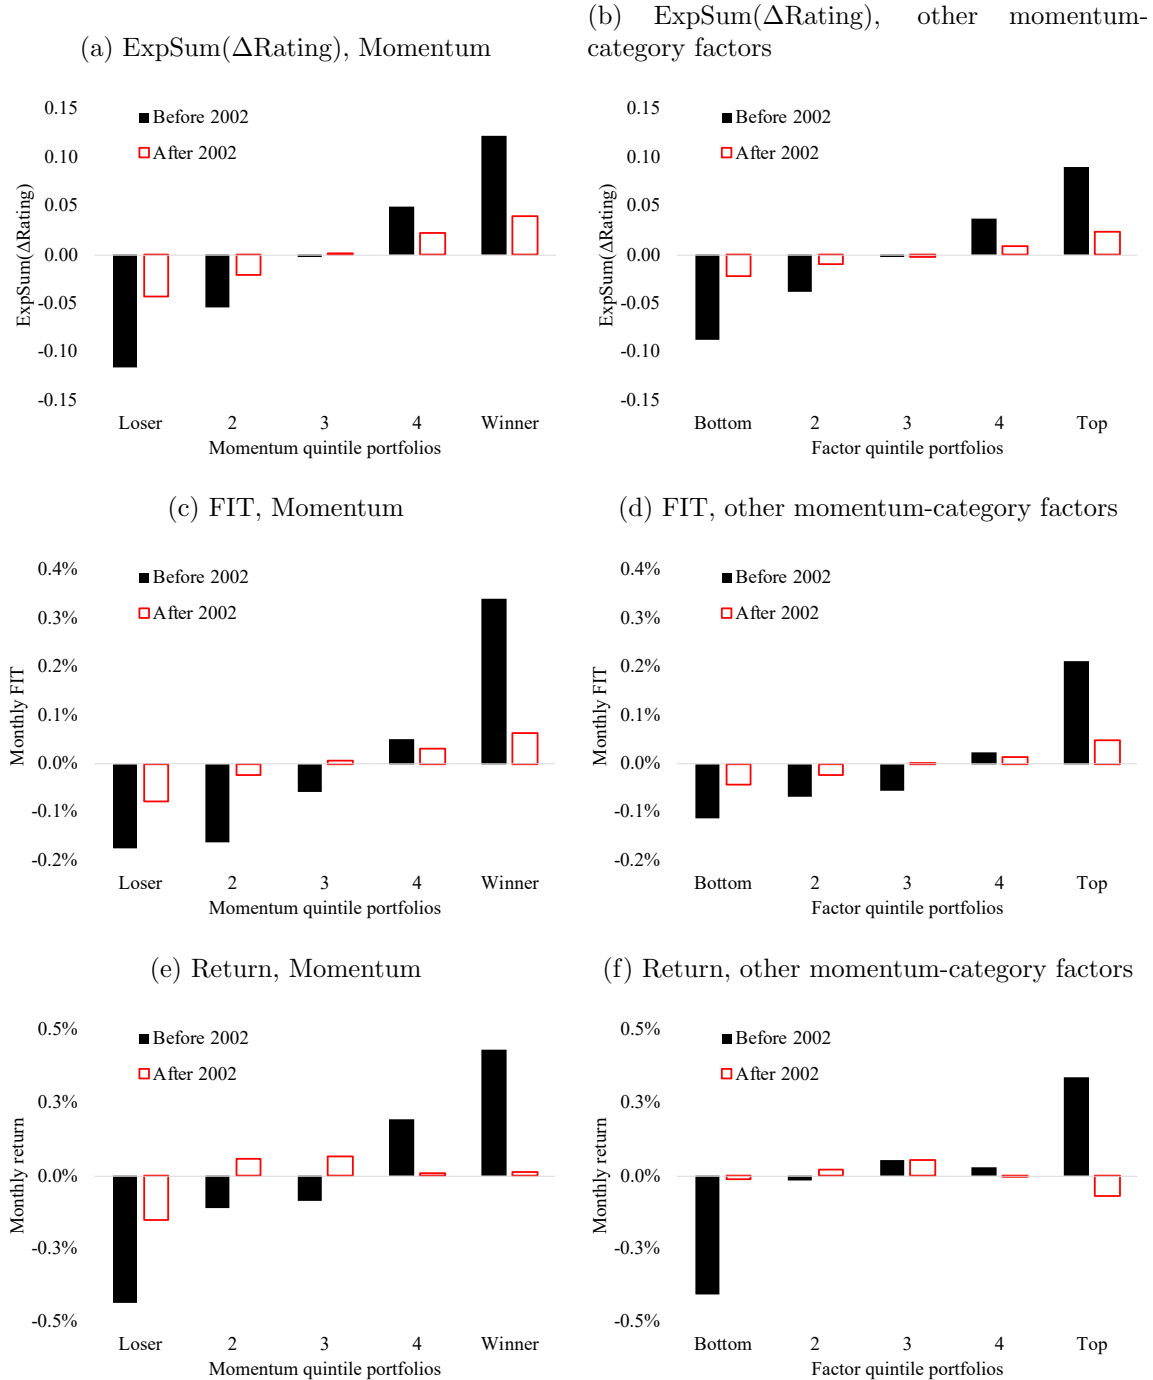 (a) ExpSum(ΔRating), Momentum
0.15
0.10
0.05
0.00
-0.05
-0.10
-0.15
ExpSum(ΔRating)
Before 2002
After 2002
Loser 2 3 4 Winner
Momentum quintile portfolios
(b) ExpSum(ΔRating), other momentum-
category factors
0.15
0.10
0.05
0.00
-0.05
-0.10
-0.15
ExpSum(ΔRating)
Before 2002
After 2002
Bottom 2 3 4 Top
Factor quintile portfolios
(c) FIT, Momentum
0.4%
0.3%
0.2%
0.1%
0.0%
-0.1%
-0.2%
Monthly FIT
Before 2002
After 2002
Loser 2 3 4 Winner
Momentum quintile portfolios
(d) FIT, other momentum-category factors
0.4%
0.3%
0.2%
0.1%
0.0%
-0.1%
-0.2%
Monthly FIT
Before 2002
After 2002
Bottom 2 3 4 Top
Factor quintile portfolios
(e) Return, Momentum
0.5%
0.3%
0.0%
-0.3%
-0.5%
Monthly return
Before 2002
After 2002
Loser 2 3 4 Winner
Momentum quintile portfolios
(f) Return, other momentum-category factors
0.5%
0.3%
0.0%
-0.3%
-0.5%
Monthly return
Before 2002
After 2002
Bottom 2 3 4 Top
Factor quintile portfolios